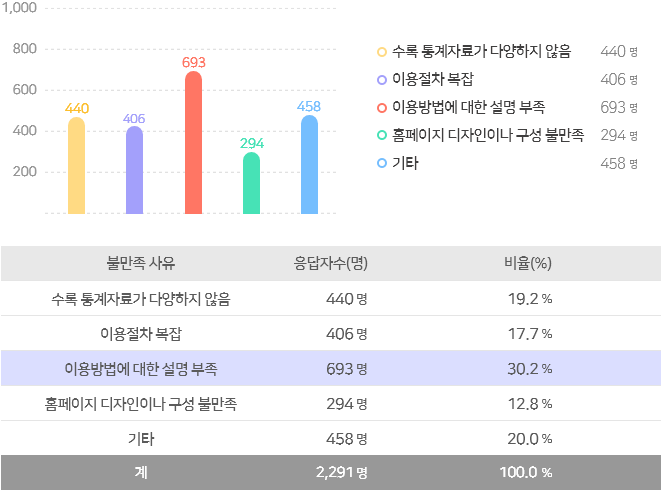 1,000
800
600
400
200
440
406
693
294
458
수록 통계자료가 다양하지 않음 440 명
이용절차 복잡 406 명
이용방법에 대한 설명 부족 693 명
홈페이지 디자인이나 구성 불만족 294 명
기타 458 명
불만족 사유 응답자수(명) 비율(%)
수록 통계자료가 다양하지 않음 440 명 19.2 %
이용절차 복잡 406 명 17.7 %
이용방법에 대한 설명 부족 693 명 30.2 %
홈페이지 디자인이나 구성 불만족 294 명 12.8 %
기타 458 명 20.0 %
계 2,291 명 100.0 %